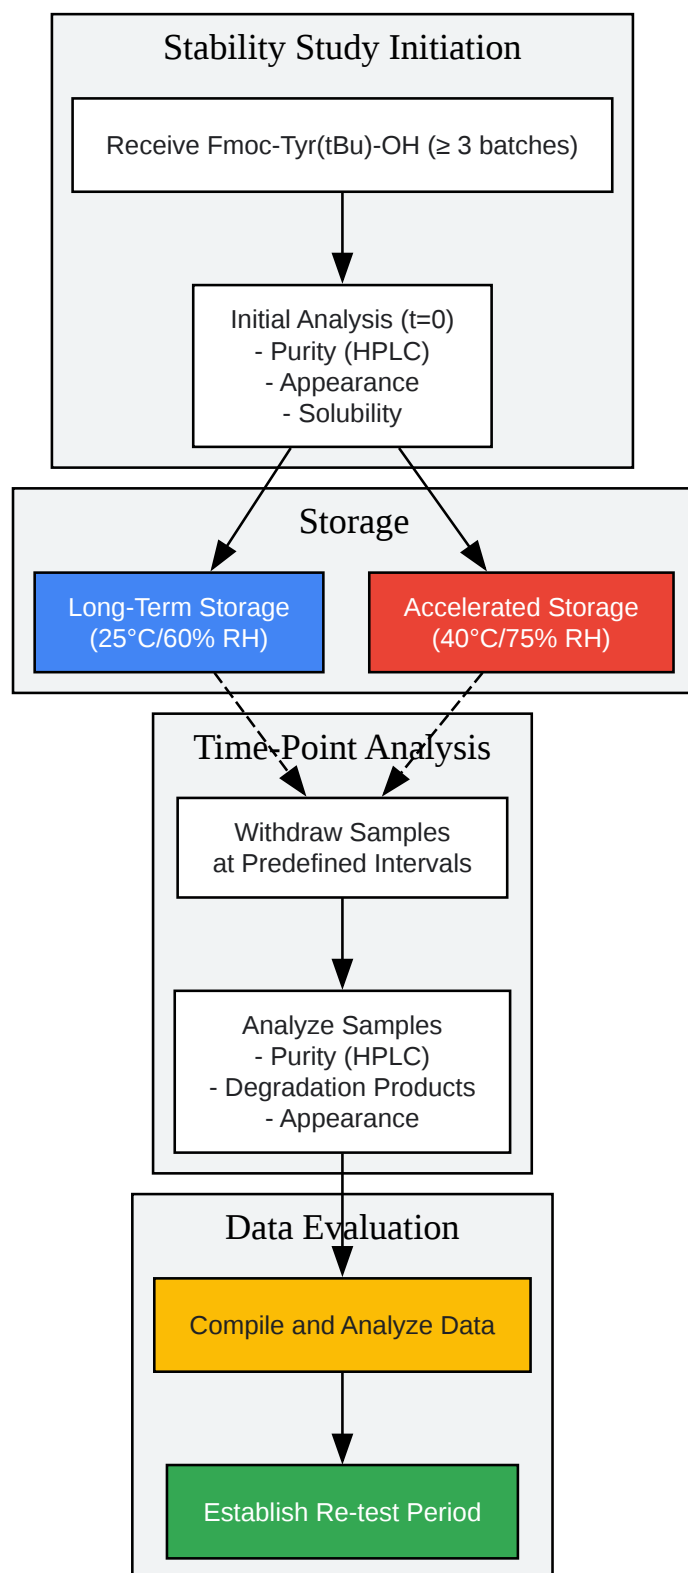 Stability Study Initiation
Receive Fmoc-Tyr(tBu)-OH (≥ 3 batches)
Initial Analysis (t=0)
- Purity (HPLC)
- Appearance
- Solubility
Storage
Long-Term Storage
(25°C/60% RH)
Accelerated Storage
(40°C/75% RH)
Time-Point Analysis
Withdraw Samples
at Predefined Intervals
Analyze Samples
- Purity (HPLC)
- Degradation Products
- Appearance
Data Evaluation
Compile and Analyze Data
Establish Re-test Period